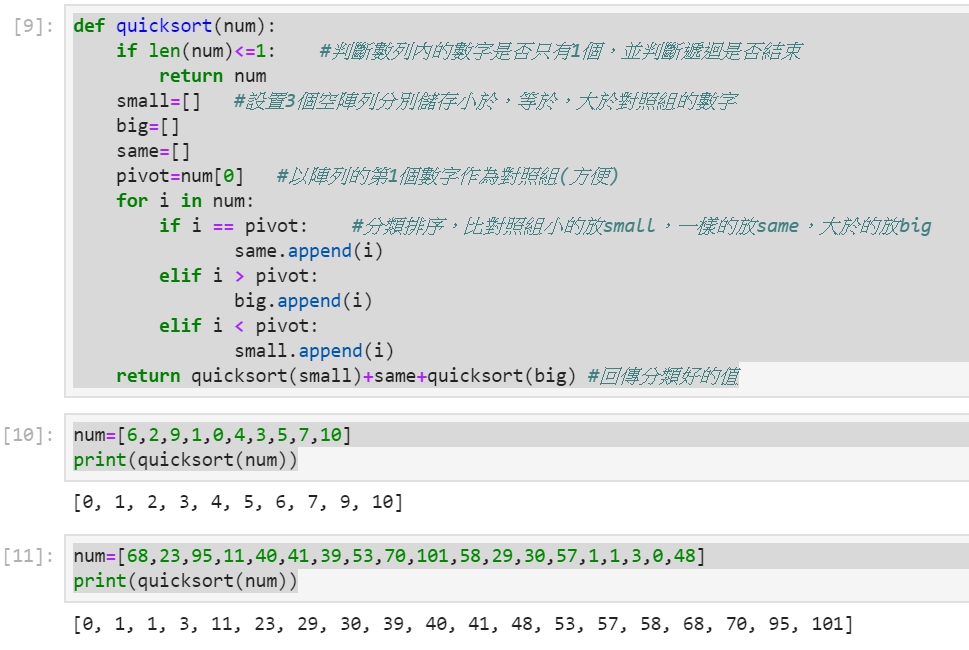 [9]:
def quicksort(num):
    if len(num)<=1:    #判斷數列內的數字是否只有1個，並判斷遞迴是否結束
        return num
    small=[]   #設置3個空陣列分別儲存小於，等於，大於對照組的數字
    big=[]
    same=[]
    pivot=num[0]   #以陣列的第1個數字作為對照組(方便)
    for i in num:
        if i == pivot:    #分類排序，比對照組小的放small，一樣的放same，大於的放big
               same.append(i)
        elif i > pivot:
               big.append(i)
        elif i < pivot:
               small.append(i)
    return quicksort(small)+same+quicksort(big) #回傳分類好的值
[10]:
num=[6,2,9,1,0,4,3,5,7,10]
print(quicksort(num))
[0, 1, 2, 3, 4, 5, 6, 7, 9, 10]
[11]:
num=[68,23,95,11,40,41,39,53,70,101,58,29,30,57,1,1,3,0,48]
print(quicksort(num))
[0, 1, 1, 3, 11, 23, 29, 30, 39, 40, 41, 48, 53, 57, 58, 68, 70, 95, 101]